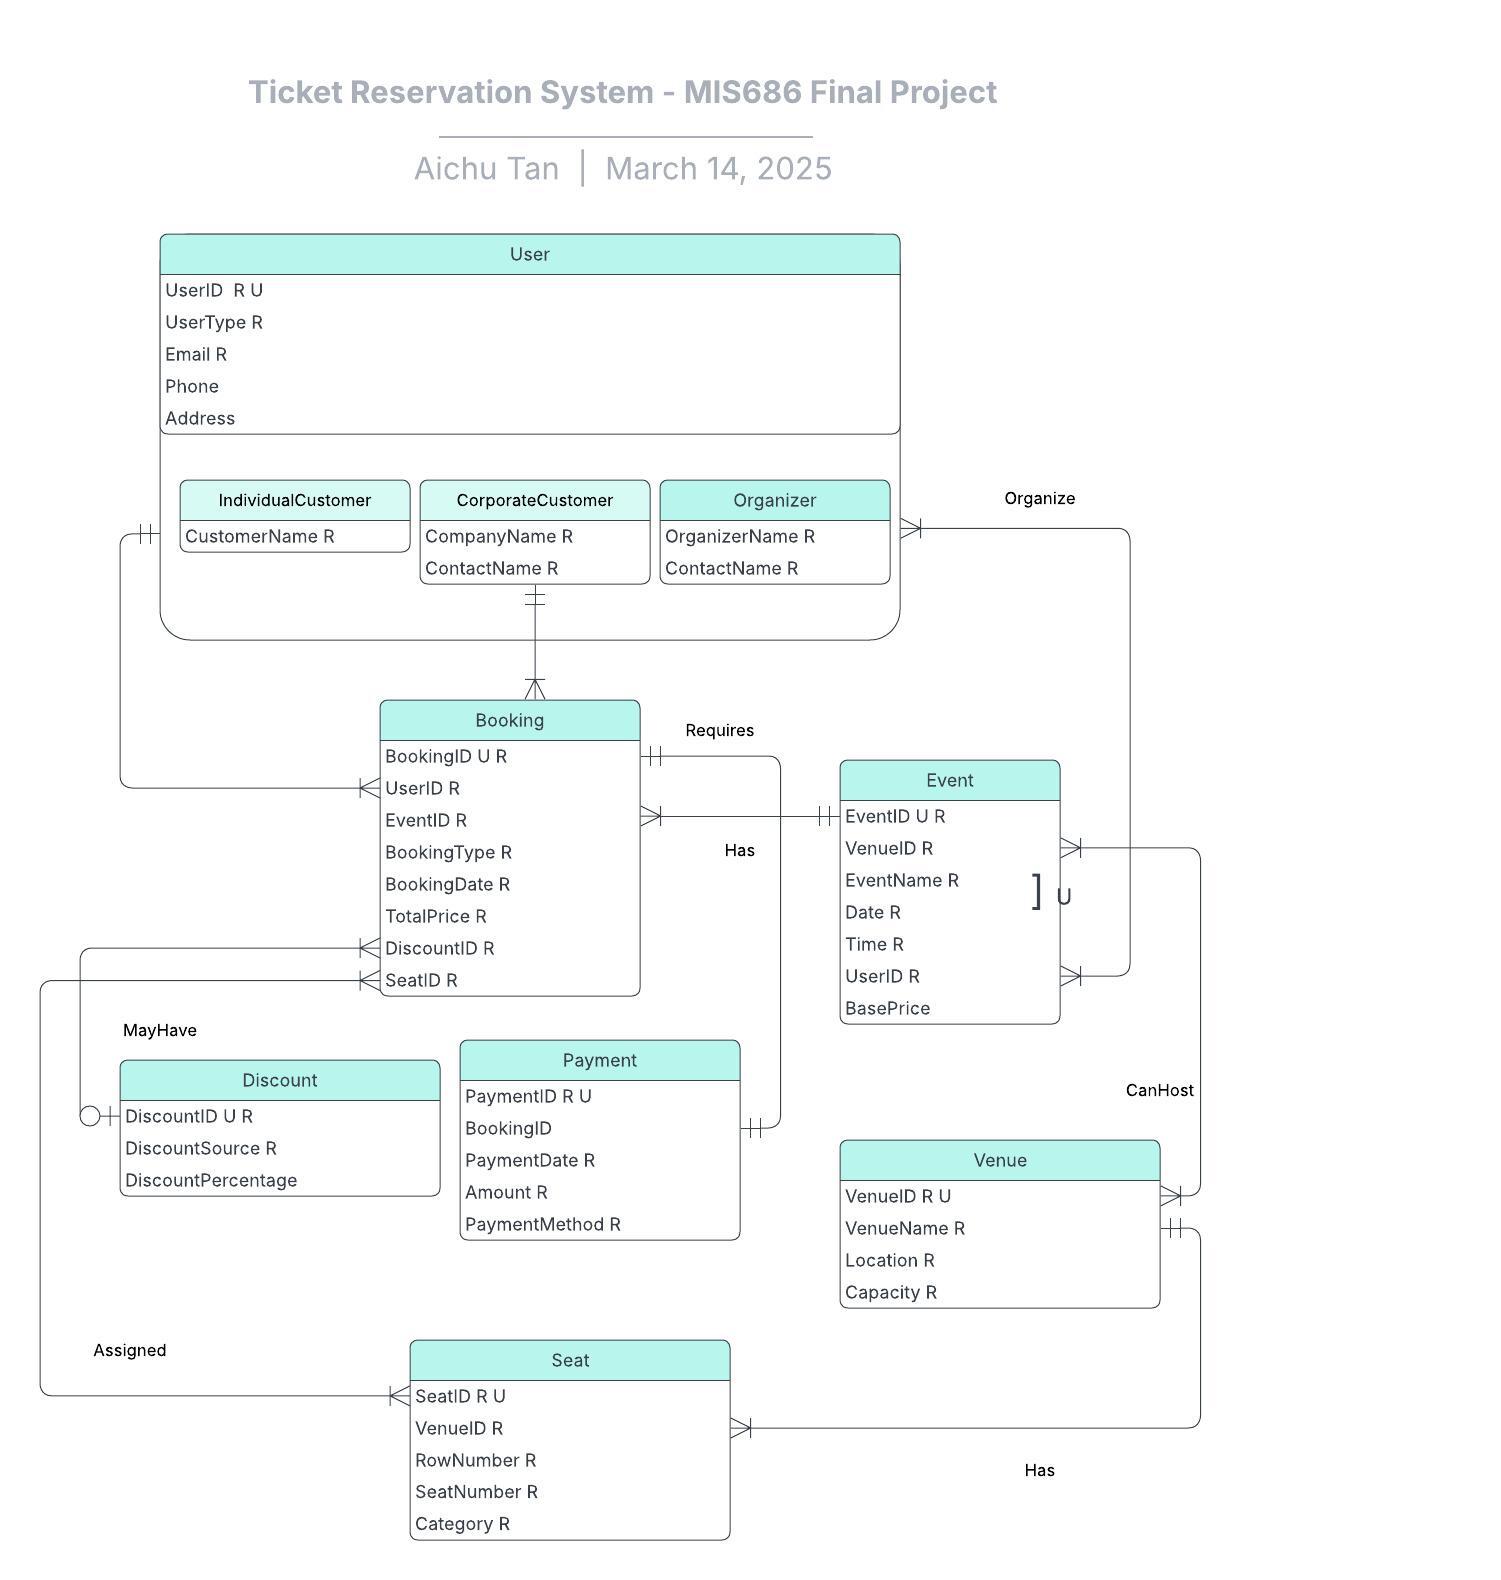 Ticket Reservation System - MIS686 Final Project
Aichu Tan | March 14, 2025
User
UserID R U
UserType R
Email R
Phone
Address
IndividualCustomer
CustomerName R
CorporateCustomer
CompanyName R
ContactName R
Organizer
OrganizerName R
ContactName R
Organize
Booking
BookingID U R
UserID R
EventID R
BookingType R
BookingDate R
TotalPrice R
DiscountID R
SeatID R
Requires
Has
Event
EventID U R
VenueID R
EventName R
Date R
Time R
UserID R
BasePrice
] U
MayHave
Discount
DiscountID U R
DiscountSource R
DiscountPercentage
Payment
PaymentID R U
BookingID
PaymentDate R
Amount R
PaymentMethod R
CanHost
Venue
VenueID R U
VenueName R
Location R
Capacity R
Assigned
Seat
SeatID R U
VenueID R
RowNumber R
SeatNumber R
Category R
Has